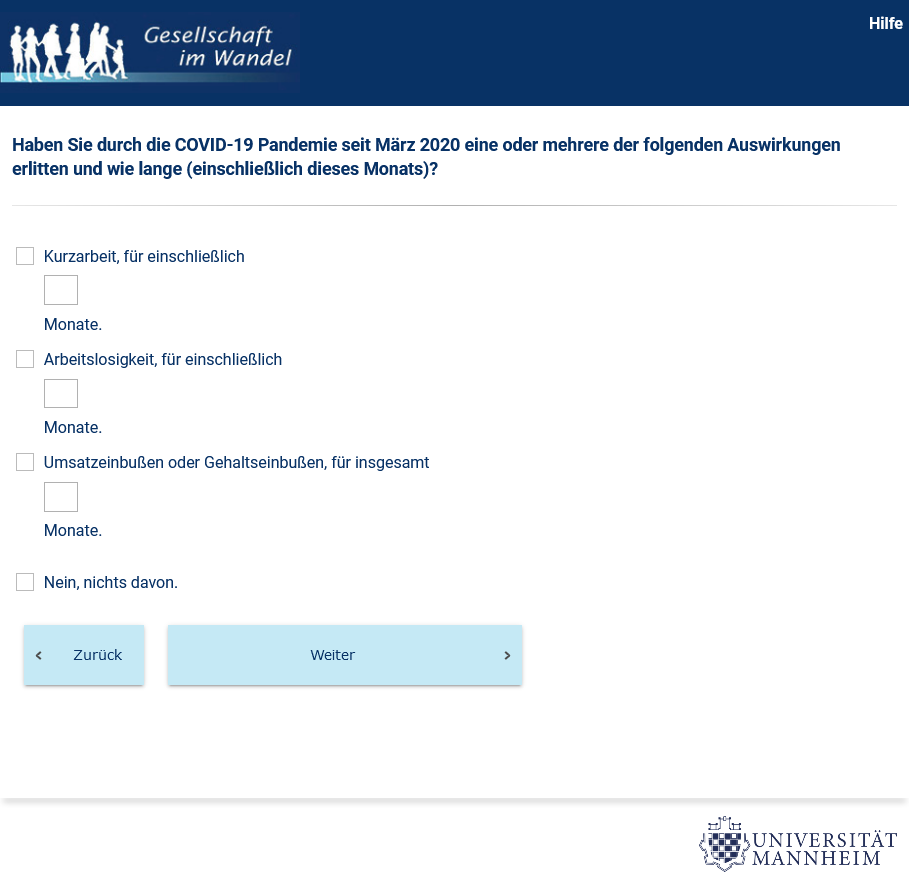 Gesellschaft
im Wandel
Hilfe
Haben Sie durch die COVID-19 Pandemie seit März 2020 eine oder mehrere der folgenden Auswirkungen
erlitten und wie lange (einschließlich dieses Monats)?
Kurzarbeit, für einschließlich
Monate.
Arbeitslosigkeit, für einschließlich
Monate.
Umsatzeinbußen oder Gehaltseinbußen, für insgesamt
Monate.
Nein, nichts davon.
Zurück
Weiter
UNIVERSITÄT
MANNHEIM